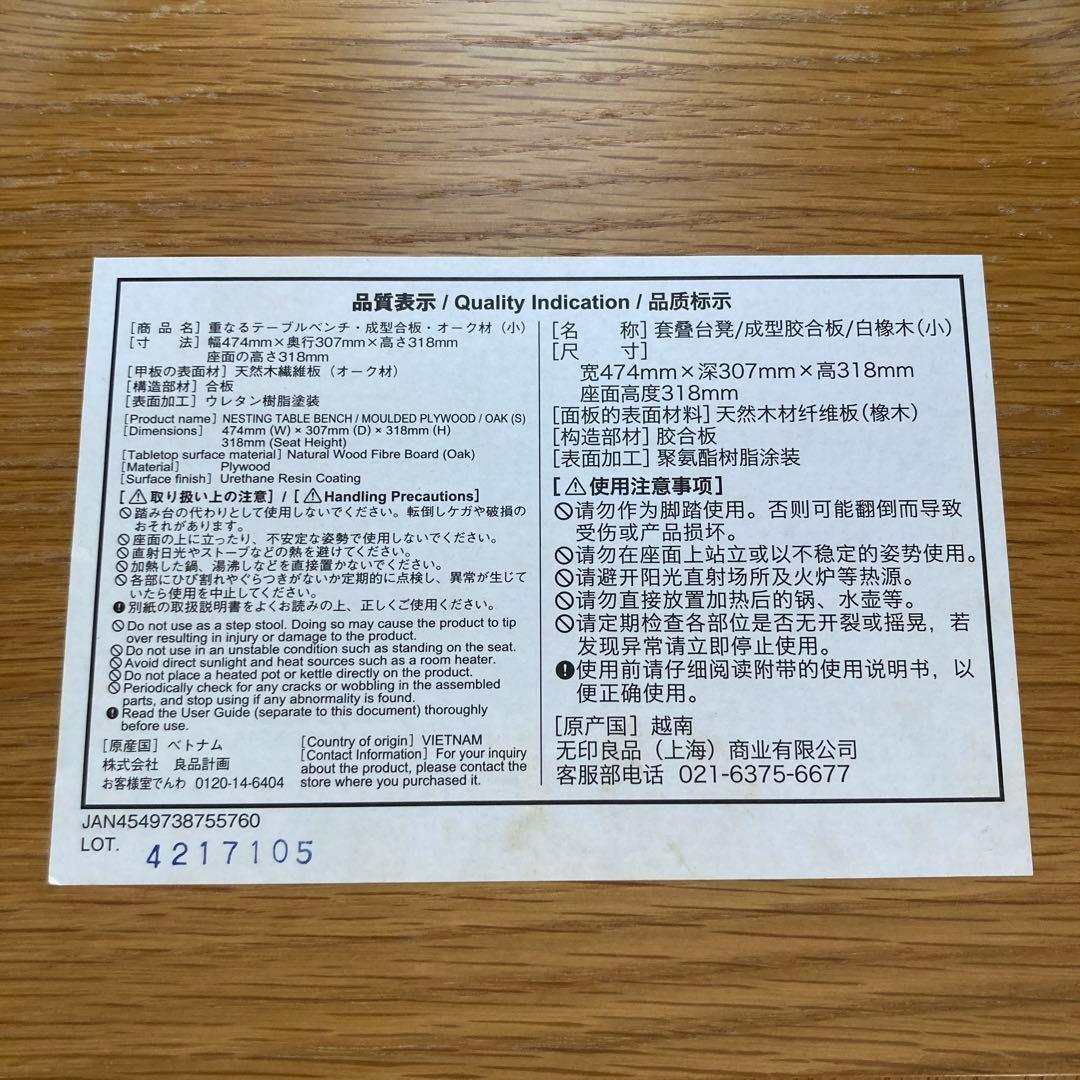 品質表示 / Quality Indication / 品质标示
[商 品 名] 重なるテーブルベンチ・成型合板・オーク材（小）
[寸　　法] 幅474mm×奥行307mm×高さ318mm
座面の高さ318mm
[甲板の表面材] 天然木繊維板（オーク材）
[構造部材] 合板
[表面加工] ウレタン樹脂塗装
[Product name] NESTING TABLE BENCH / MOULDED PLYWOOD / OAK (S)
[Dimensions] 474mm (W) × 307mm (D) × 318mm (H)
318mm (Seat Height)
[Tabletop surface material] Natural Wood Fibre Board (Oak)
[Material] Plywood
[Surface finish] Urethane Resin Coating
[⚠取り扱い上の注意] / [⚠Handling Precautions]
🚫踏み台の代わりとして使用しないでください。転倒しケガや破損の
おそれがあります。
🚫座面の上に立ったり、不安定な姿勢で使用しないでください。
🚫直射日光やストーブなどの熱を避けてください。
🚫加熱した鍋、湯沸しなどを直接置かないでください。
🚫各部にひび割れやぐらつきがないか定期的に点検し、異常が生じて
いたら使用を中止してください。
❗別紙の取扱説明書をよくお読みの上、正しくご使用ください。
🚫Do not use as a step stool. Doing so may cause the product to tip
over resulting in injury or damage to the product.
🚫Do not use in an unstable condition such as standing on the seat.
🚫Avoid direct sunlight and heat sources such as a room heater.
🚫Do not place a heated pot or kettle directly on the product.
🚫Periodically check for any cracks or wobbling in the assembled
parts, and stop using if any abnormality is found.
❗Read the User Guide (separate to this document) thoroughly
before use.
[原産国] ベトナム
株式会社　良品計画
お客様室でんわ 0120-14-6404
[Country of origin] VIETNAM
[Contact Information] For your inquiry
about the product, please contact the
store where you purchased it.
[名　　称] 套叠台凳/成型胶合板/白橡木(小)
[尺　　寸]
宽474mm×深307mm×高318mm
座面高度318mm
[面板的表面材料] 天然木材纤维板(橡木)
[构造部材] 胶合板
[表面加工] 聚氨酯树脂涂装
[⚠使用注意事项]
🚫请勿作为脚踏使用。否则可能翻倒而导致
受伤或产品损坏。
🚫请勿在座面上站立或以不稳定的姿势使用。
🚫请避开阳光直射场所及火炉等热源。
🚫请勿直接放置加热后的锅、水壶等。
🚫请定期检查各部位是否无开裂或摇晃，若
发现异常请立即停止使用。
❗使用前请仔细阅读附带的使用说明书，以
便正确使用。
[原产国] 越南
无印良品（上海）商业有限公司
客服部电话 021-6375-6677
JAN4549738755760
LOT. 4217105